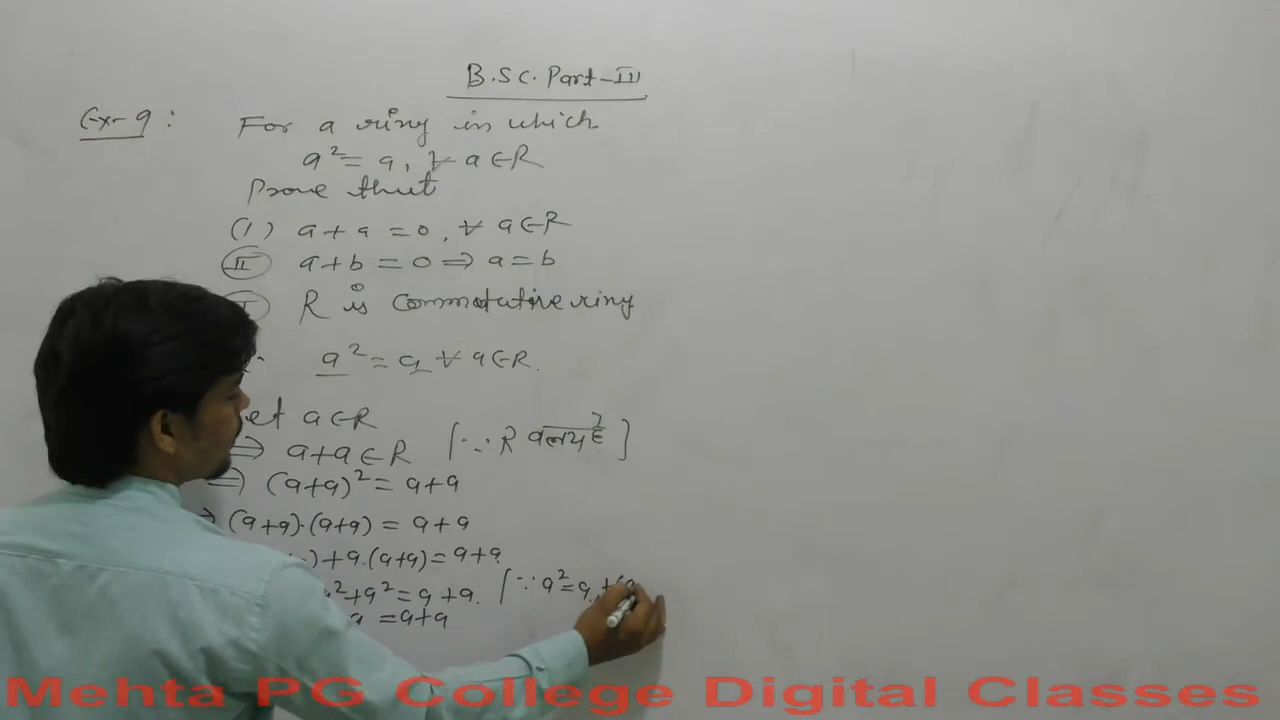 B.SC. Part-III
Ex-9: For a ring in which
a²= a, ∀ a∈R
Prove that
(1) a+a=0, ∀ a∈R
II a+b=0⇒a=b
R is Commutative ring
a²=a ∀ a∈R.
et a∈R
⇒ a+a∈R [∵ R वलय है]
⇒ (a+a)²=a+a
⇒(a+a)·(a+a)=a+a
)+a.(a+a)=a+a.
a²+a²=a+a. [∵ a²=a,
a =a+a
Mehta PG College Digital Classes